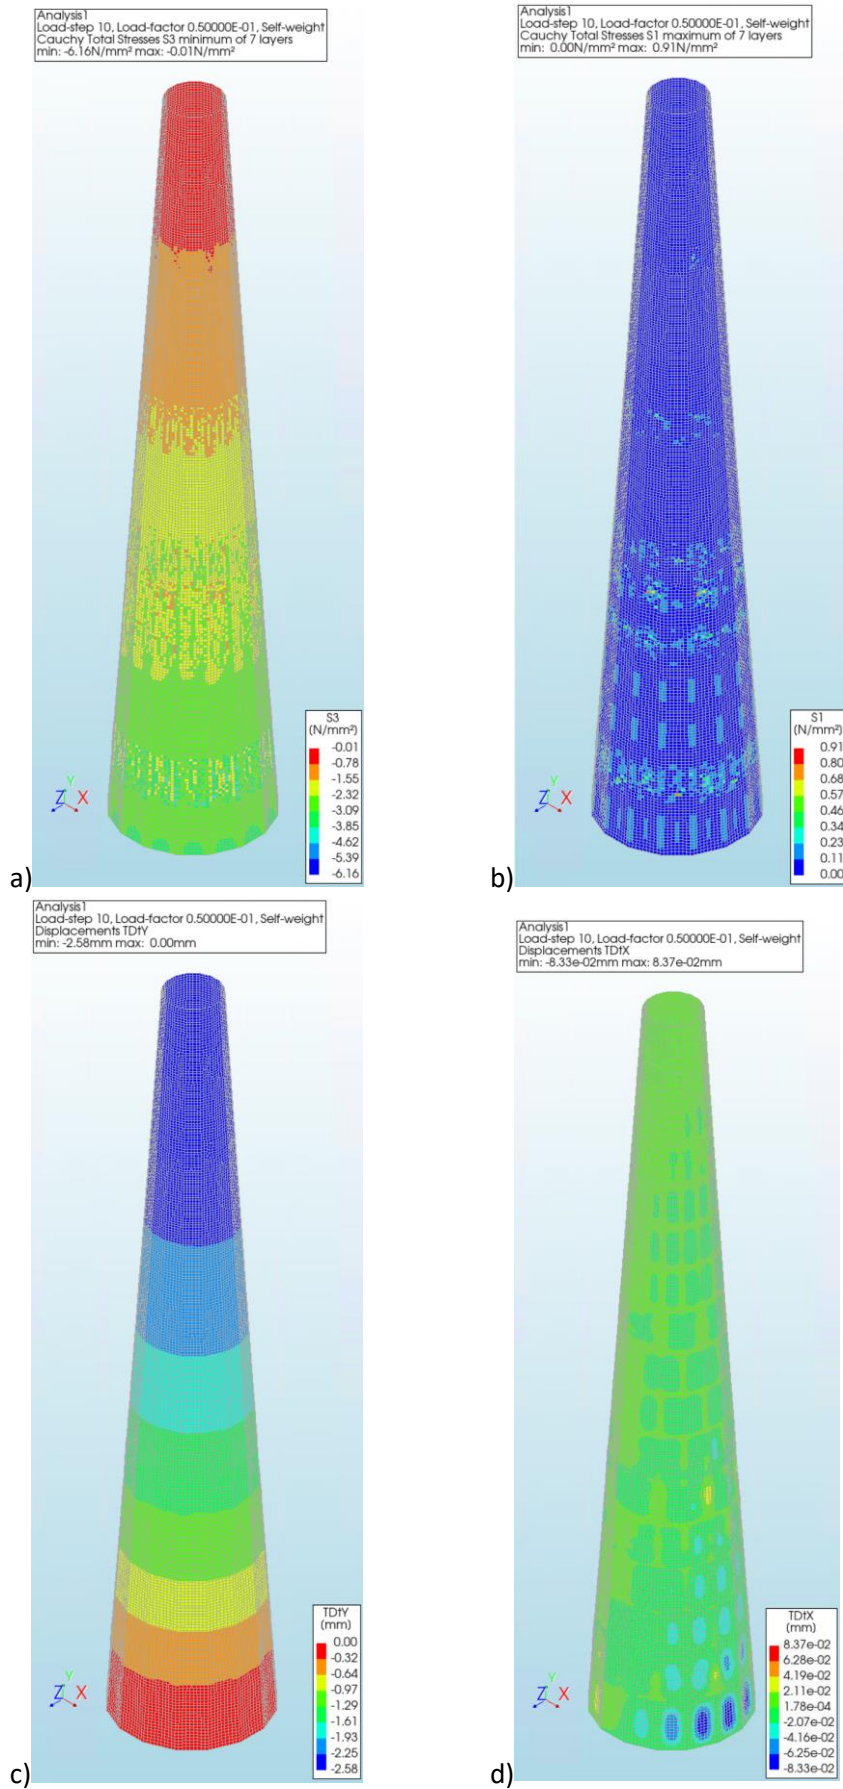 Analysis1
Load-step 10, Load-factor 0.50000E-01, Self-weight
Cauchy Total Stresses S3 minimum of 7 layers
min: -6.16N/mm² max: -0.01N/mm²
S3
(N/mm²)
-0.01
-0.78
-1.55
-2.32
-3.09
-3.85
-4.62
-5.39
-6.16
Y
Z X
a)
Analysis1
Load-step 10, Load-factor 0.50000E-01, Self-weight
Cauchy Total Stresses S1 maximum of 7 layers
min: 0.00N/mm² max: 0.91N/mm²
S1
(N/mm²)
0.91
0.80
0.68
0.57
0.46
0.34
0.23
0.11
0.00
Y
Z X
b)
Analysis1
Load-step 10, Load-factor 0.50000E-01, Self-weight
Displacements TDtY
min: -2.58mm max: 0.00mm
TDtY
(mm)
0.00
-0.32
-0.64
-0.97
-1.29
-1.61
-1.93
-2.25
-2.58
Y
Z X
c)
Analysis1
Load-step 10, Load-factor 0.50000E-01, Self-weight
Displacements TDtX
min: -8.33e-02mm max: 8.37e-02mm
TDtX
(mm)
8.37e-02
6.28e-02
4.19e-02
2.11e-02
1.78e-04
-2.07e-02
-4.16e-02
-6.25e-02
-8.33e-02
Y
Z X
d)